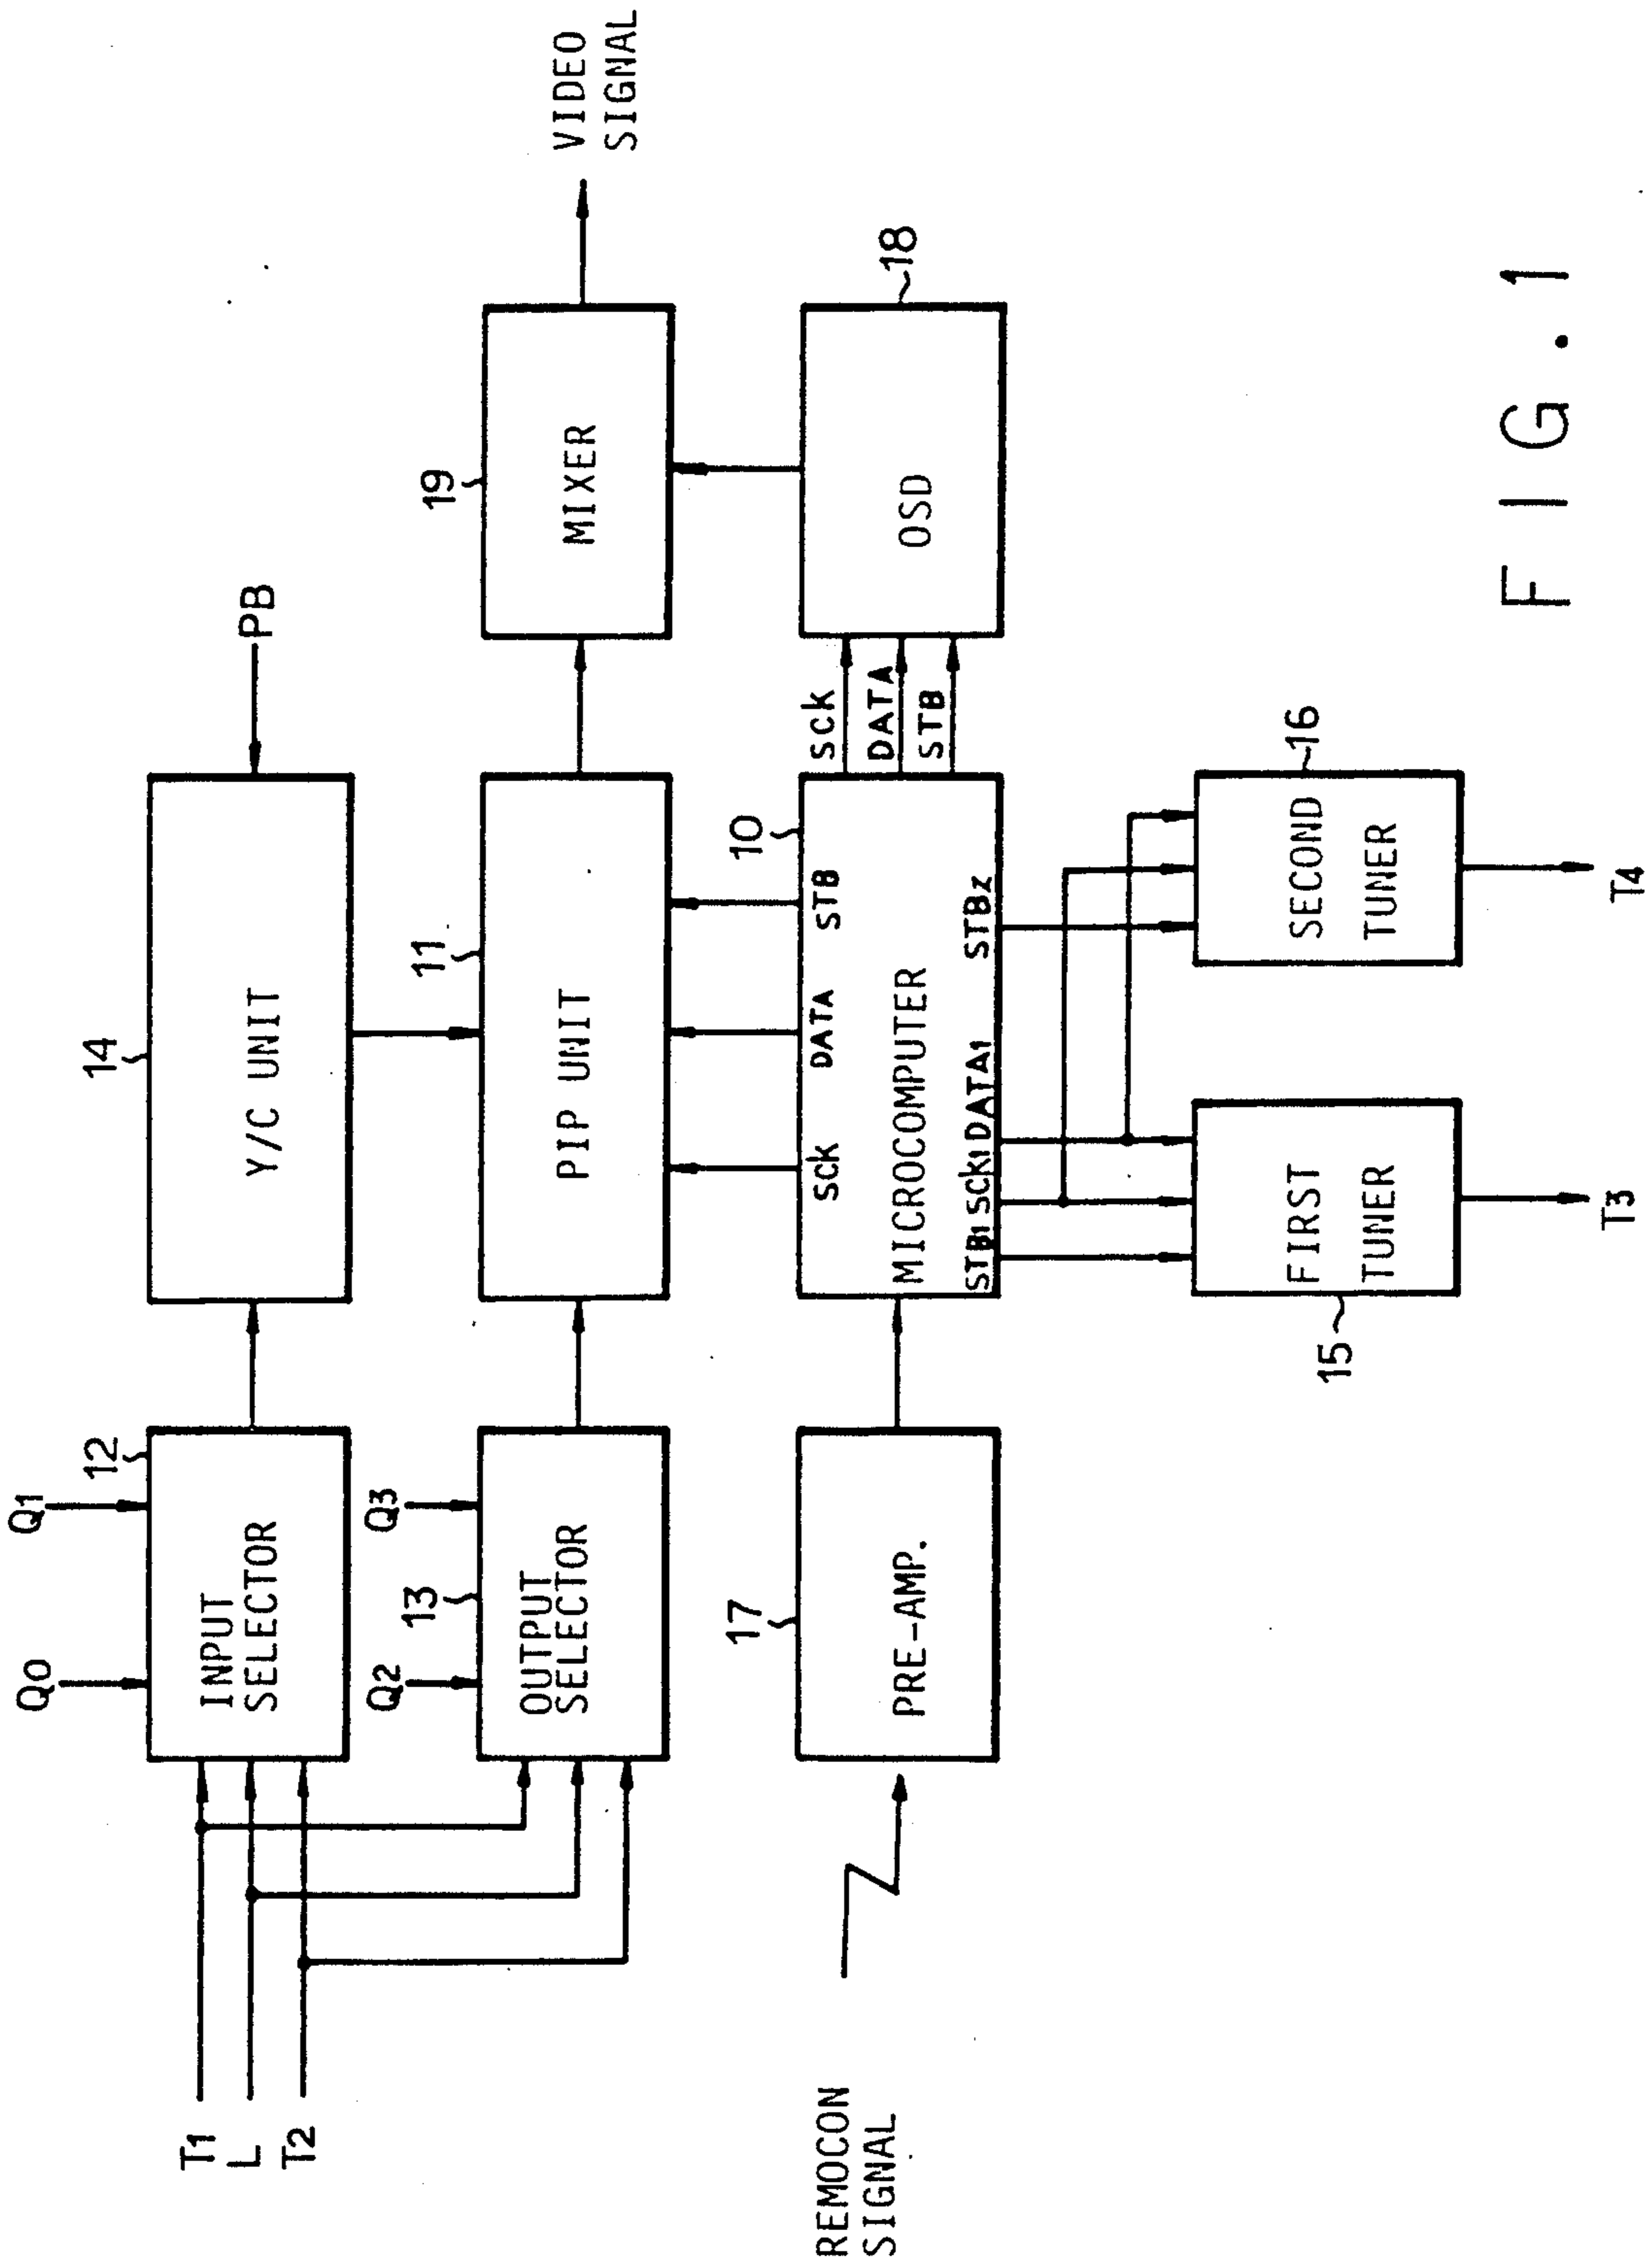 Q0
Q1
12
14
T1
L
T2
INPUT
SELECTOR
Y/C UNIT
PB
Q2
13
Q3
11
19
OUTPUT
SELECTOR
PIP UNIT
MIXER
VIDEO
SIGNAL
17
10
18
REMOCON
SIGNAL
PRE-AMP.
SCK
DATA
STB
MICROCOMPUTER
STB1
SCK1
DATA1
STBZ
SCK
DATA
STB
OSD
15
FIRST
TUNER
SECOND
TUNER
16
T3
T4
FIG.1